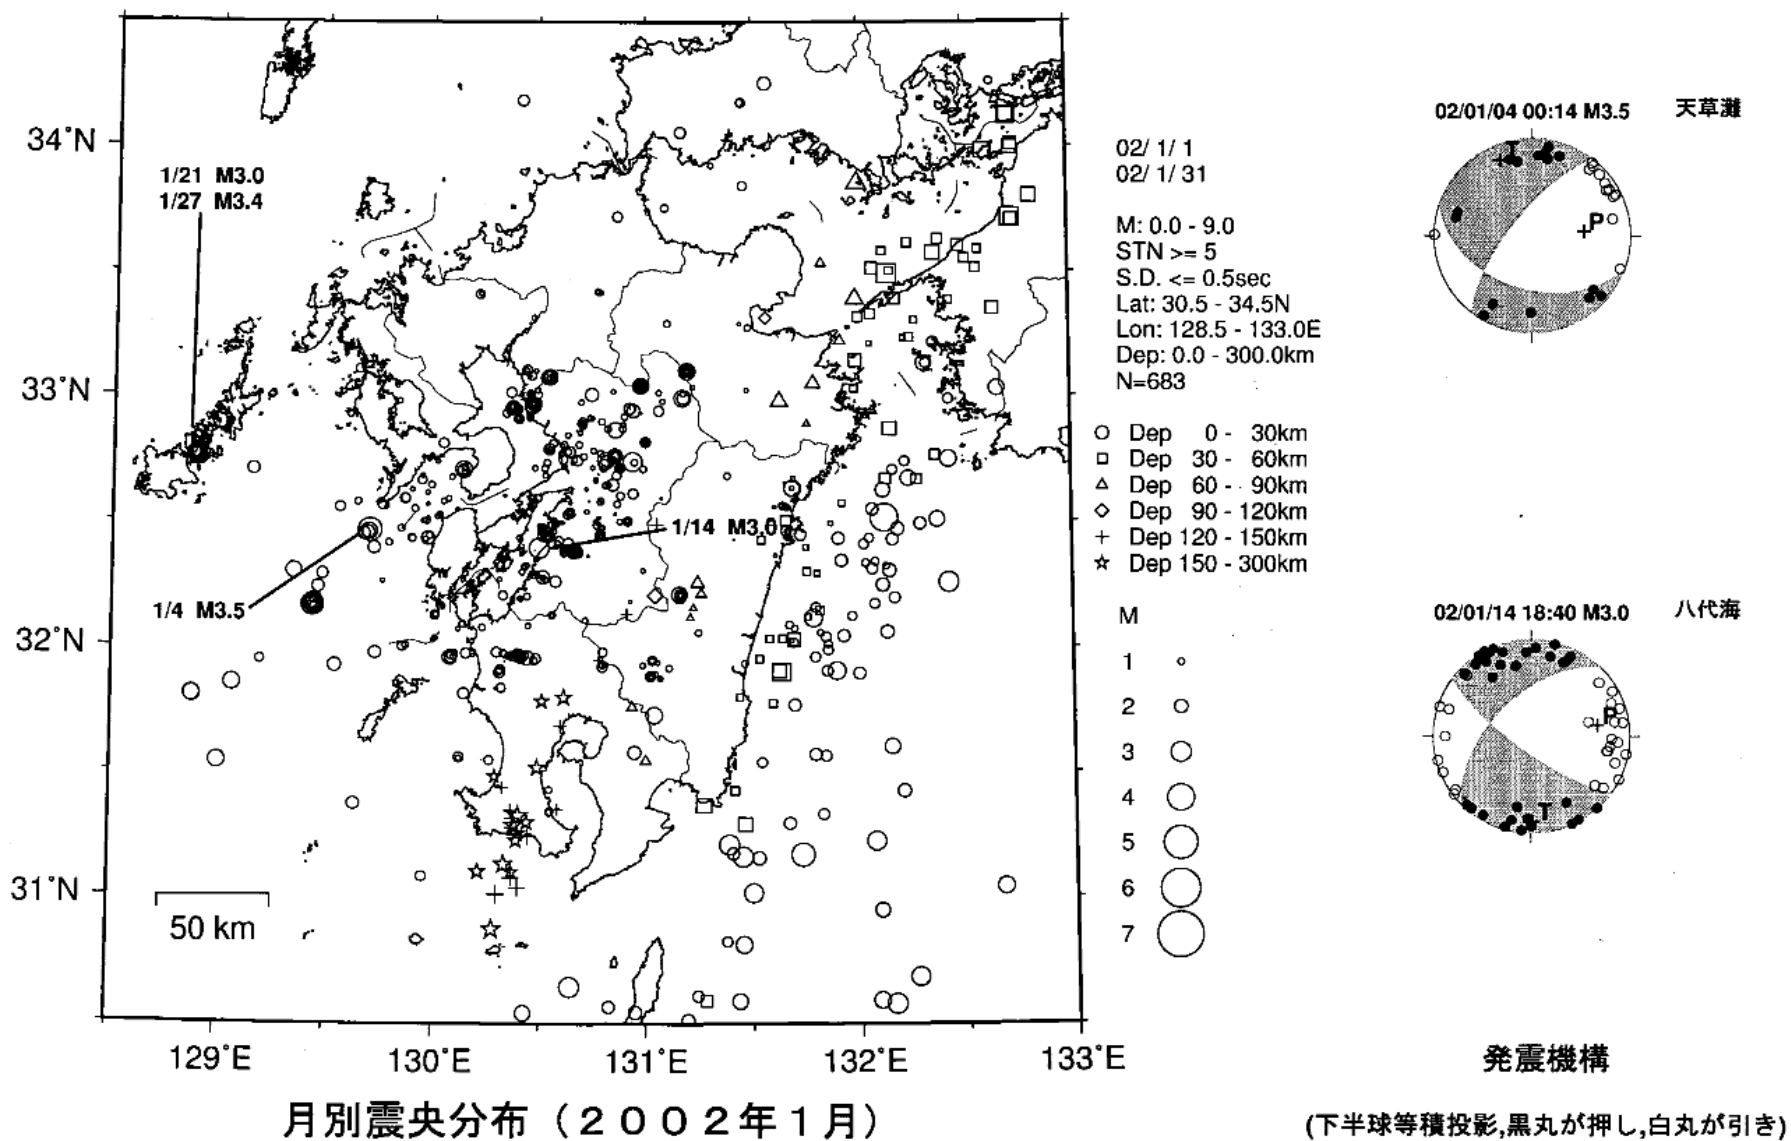 34°N
33°N
32°N
31°N
1/21 M3.0
1/27 M3.4
1/4 M3.5
1/14 M3.0
50 km
129°E
130°E
131°E
132°E
133°E
月別震央分布（２００２年１月）
02/ 1/ 1
02/ 1/ 31
M: 0.0 - 9.0
STN >= 5
S.D. <= 0.5sec
Lat: 30.5 - 34.5N
Lon: 128.5 - 133.0E
Dep: 0.0 - 300.0km
N=683
Dep 0 - 30km
Dep 30 - 60km
Dep 60 - 90km
Dep 90 - 120km
Dep 120 - 150km
Dep 150 - 300km
M
1
2
3
4
5
6
7
02/01/04 00:14 M3.5 天草灘
T
P
02/01/14 18:40 M3.0 八代海
P
T
発震機構
(下半球等積投影,黒丸が押し,白丸が引き)